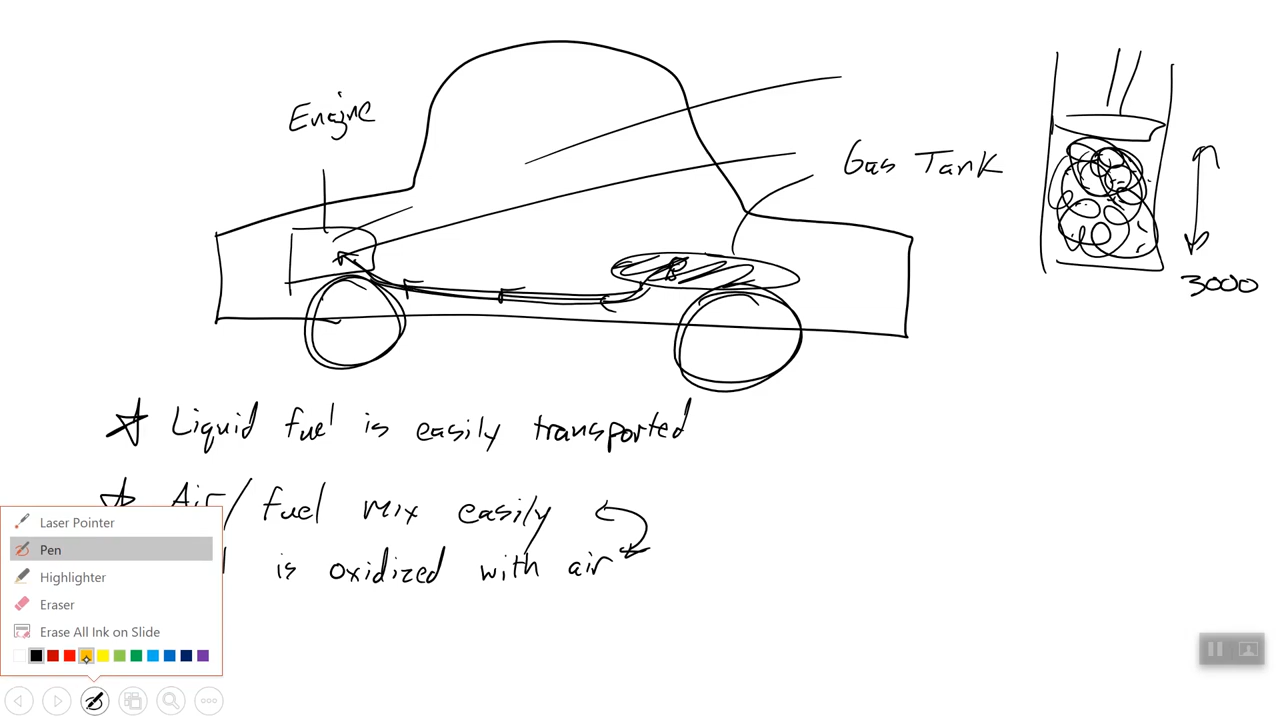 Engine
Gas Tank
3000
Liquid fuel is easily transported
Air/fuel mix easily
is oxidized with air
Laser Pointer
Pen
Highlighter
Eraser
Erase All Ink on Slide